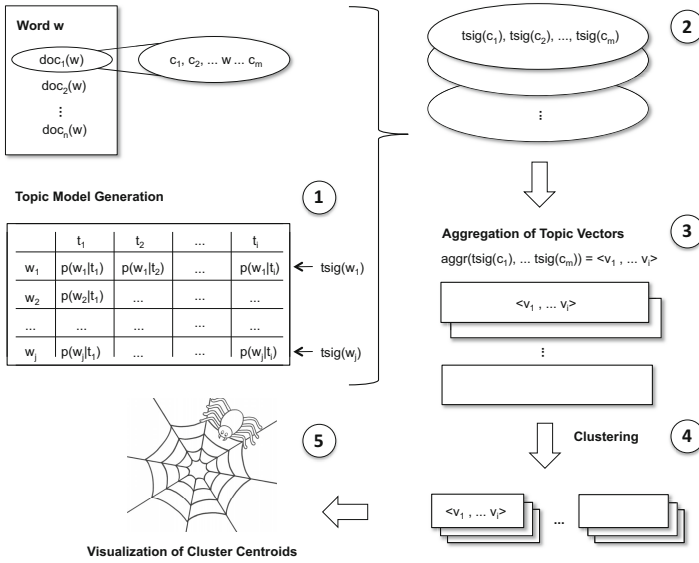 Word w
doc₁(w)
doc₂(w)
⋮
docₙ(w)
c₁, c₂, ... w ... cₘ
Topic Model Generation
1
t₁ t₂ ... tᵢ
w₁ p(w₁|t₁) p(w₁|t₂) ... p(w₁|tᵢ) tsig(w₁)
w₂ p(w₂|t₁) ... ... ...
... ... ... ... ...
wⱼ p(wⱼ|t₁) ... ... p(wⱼ|tᵢ) tsig(wⱼ)
2
tsig(c₁), tsig(c₂), ..., tsig(cₘ)
⋮
3
Aggregation of Topic Vectors
aggr(tsig(c₁), ... tsig(cₘ)) = <v₁ , ... vᵢ>
<v₁ , ... vᵢ>
⋮
Clustering
4
<v₁ , ... vᵢ> ...
5
Visualization of Cluster Centroids